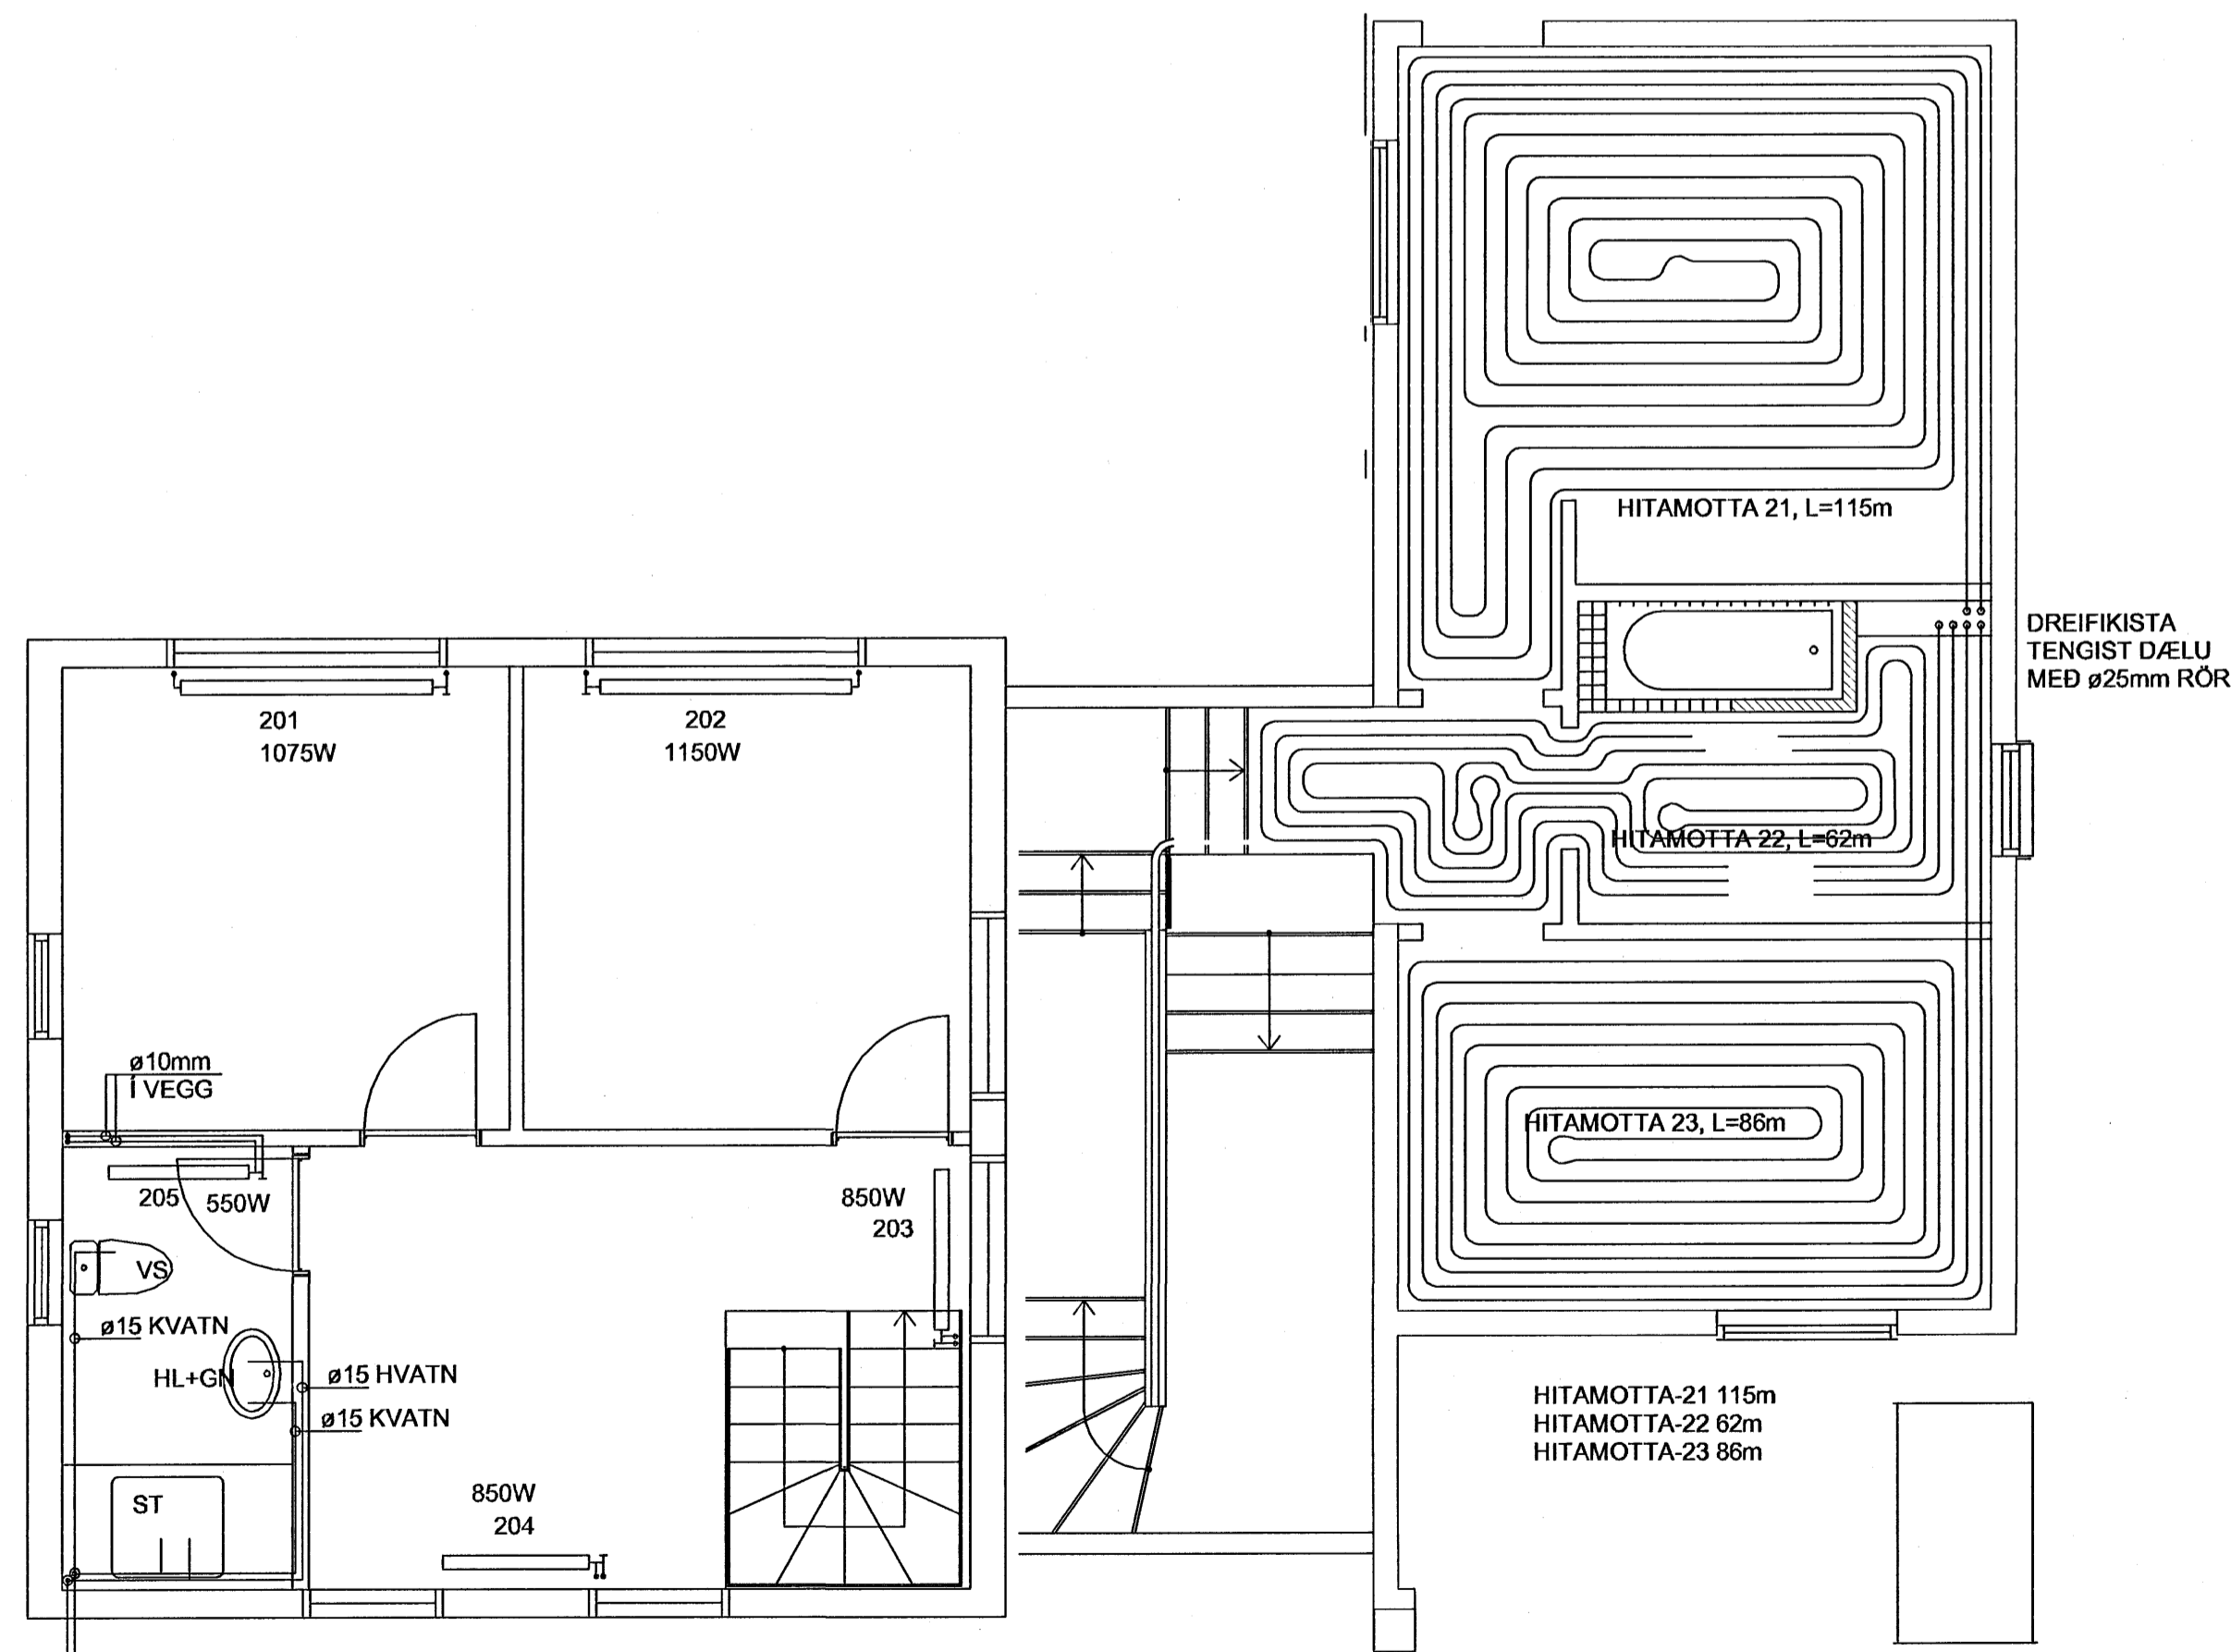 HITAMOTTA 21, L=115m
DREIFIKISTA
TENGIST DÆLU
MEÐ ø25mm RÖR
201
1075W
202
1150W
HITAMOTTA 22, L=62m
ø10mm
Í VEGG
HITAMOTTA 23, L=86m
205 550W
850W
203
VS
ø15 KVATN
HL+GN
ø15 HVATN
ø15 KVATN
HITAMOTTA-21 115m
HITAMOTTA-22 62m
HITAMOTTA-23 86m
ST
850W
204